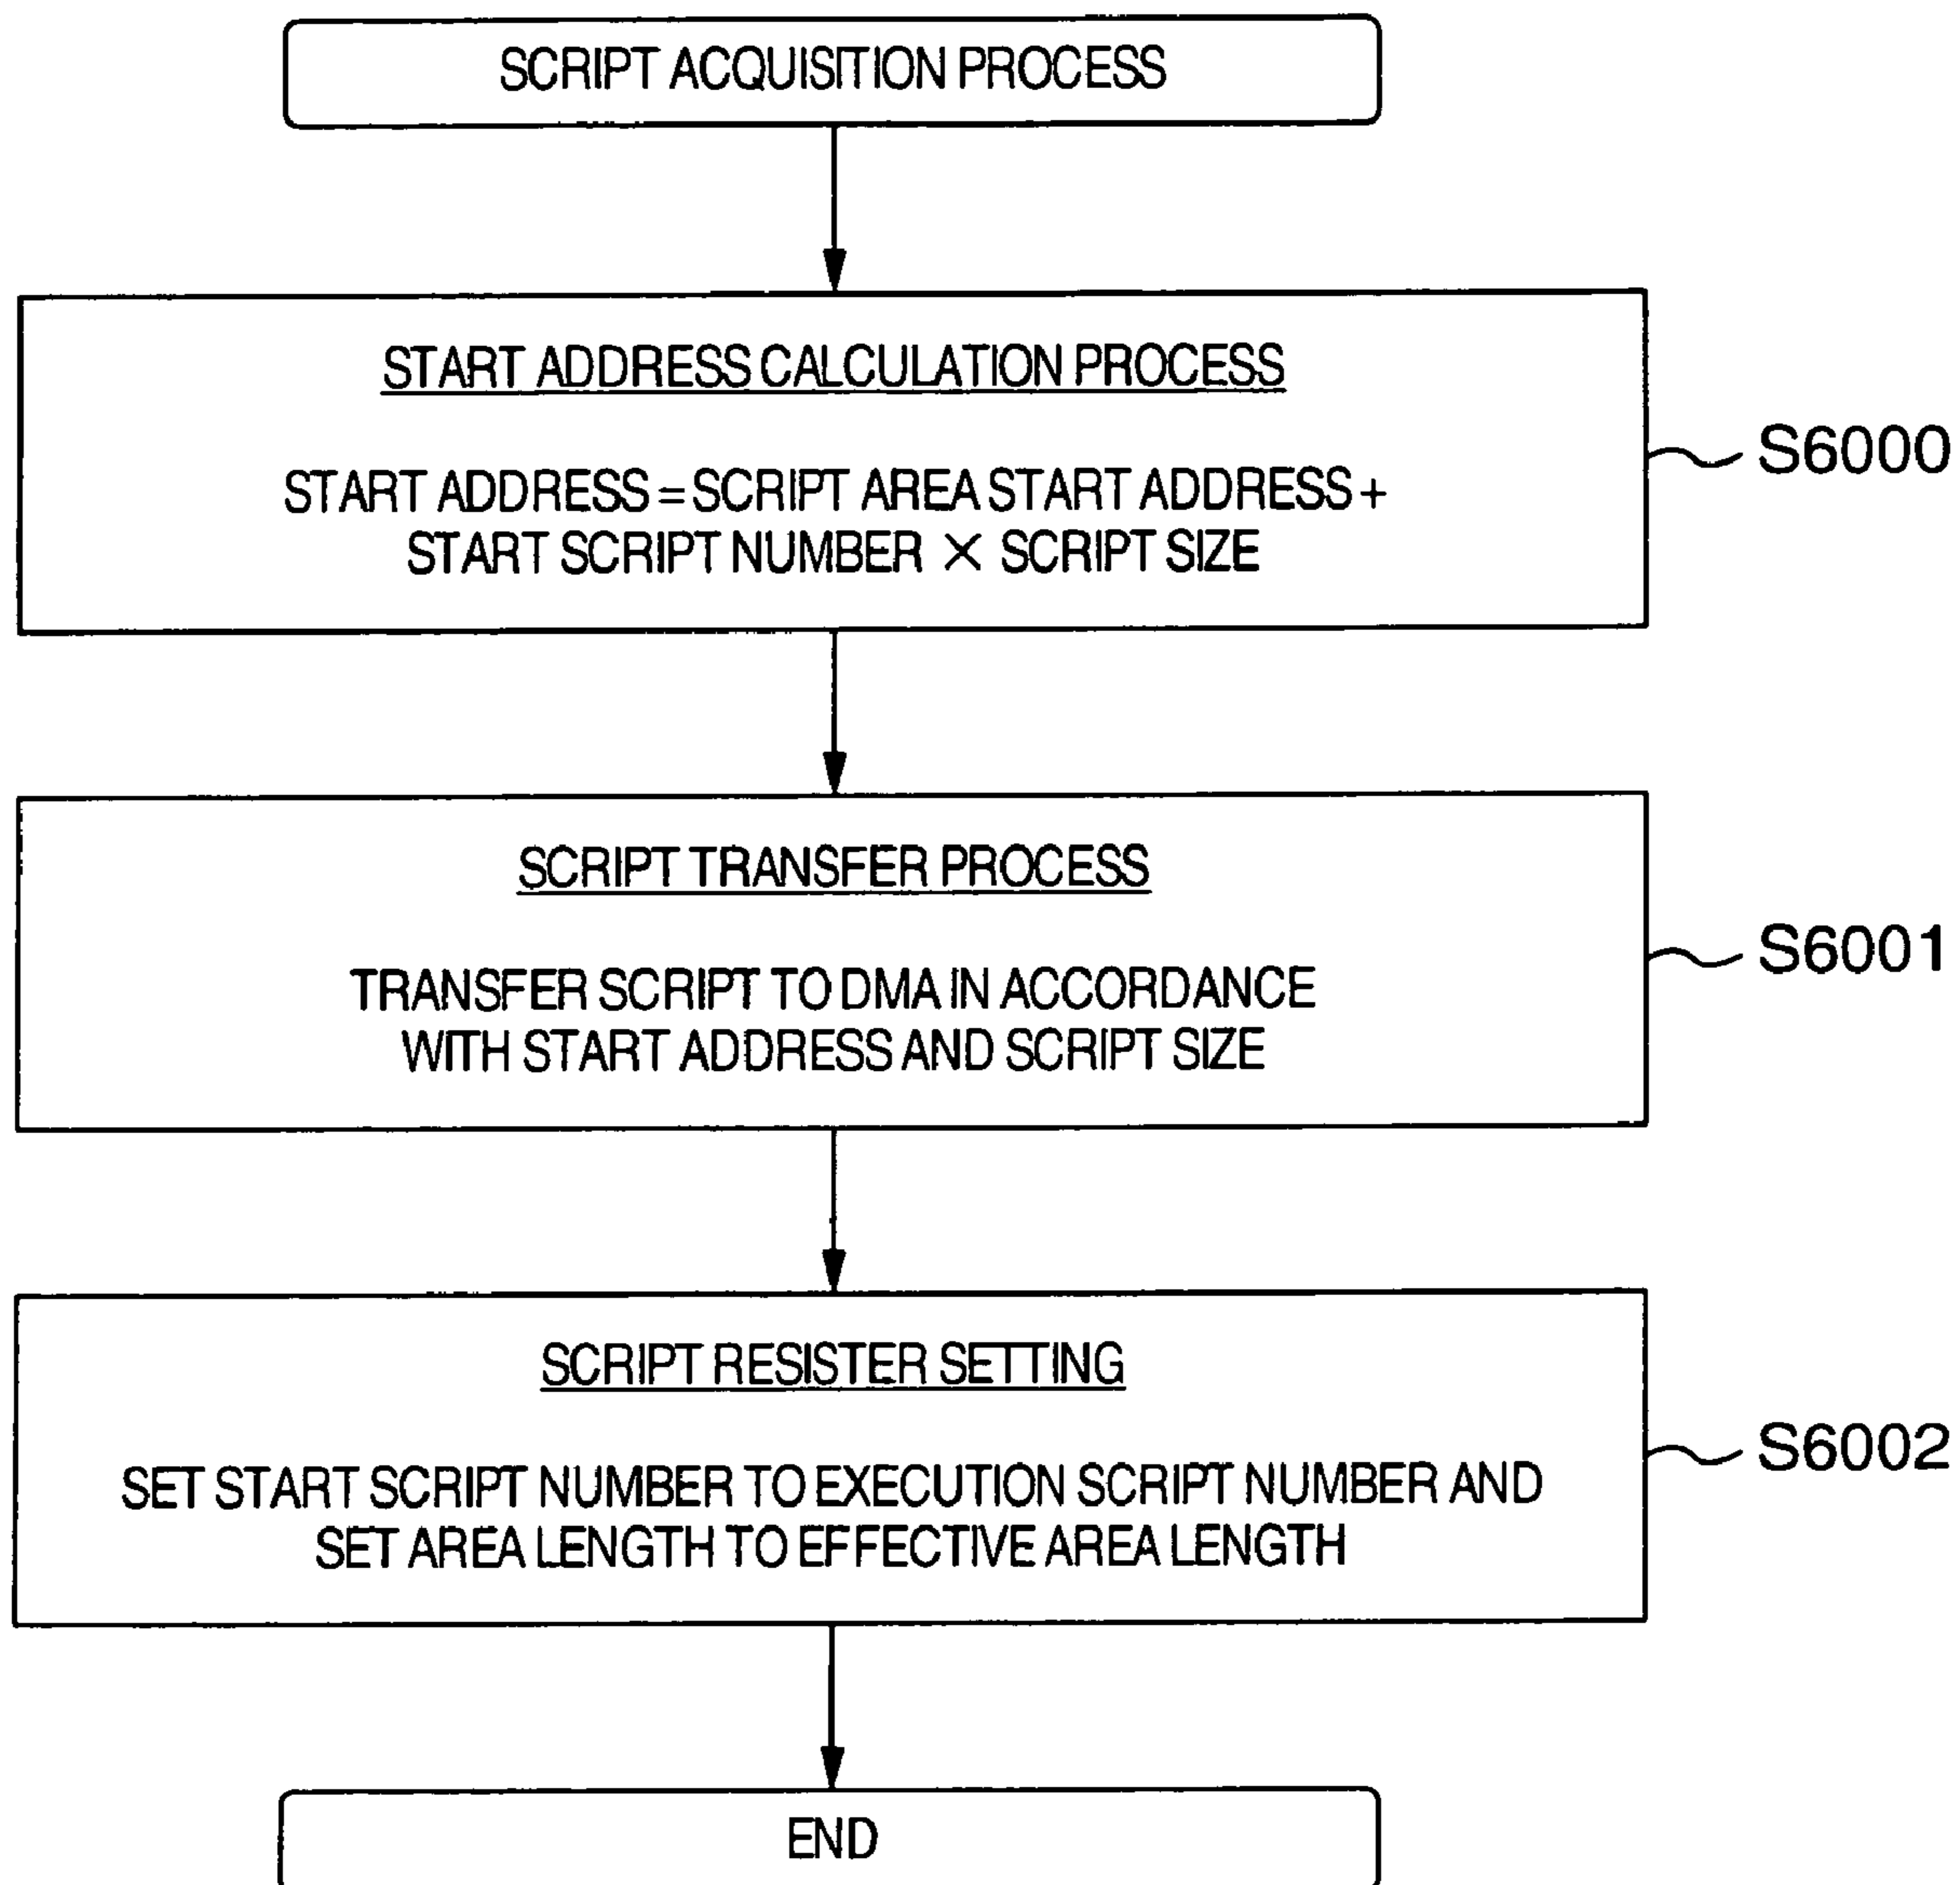 SCRIPT ACQUISITION PROCESS
START ADDRESS CALCULATION PROCESS
START ADDRESS = SCRIPT AREA START ADDRESS +
START SCRIPT NUMBER × SCRIPT SIZE
S6000
SCRIPT TRANSFER PROCESS
TRANSFER SCRIPT TO DMA IN ACCORDANCE
WITH START ADDRESS AND SCRIPT SIZE
S6001
SCRIPT RESISTER SETTING
SET START SCRIPT NUMBER TO EXECUTION SCRIPT NUMBER AND
SET AREA LENGTH TO EFFECTIVE AREA LENGTH
S6002
END